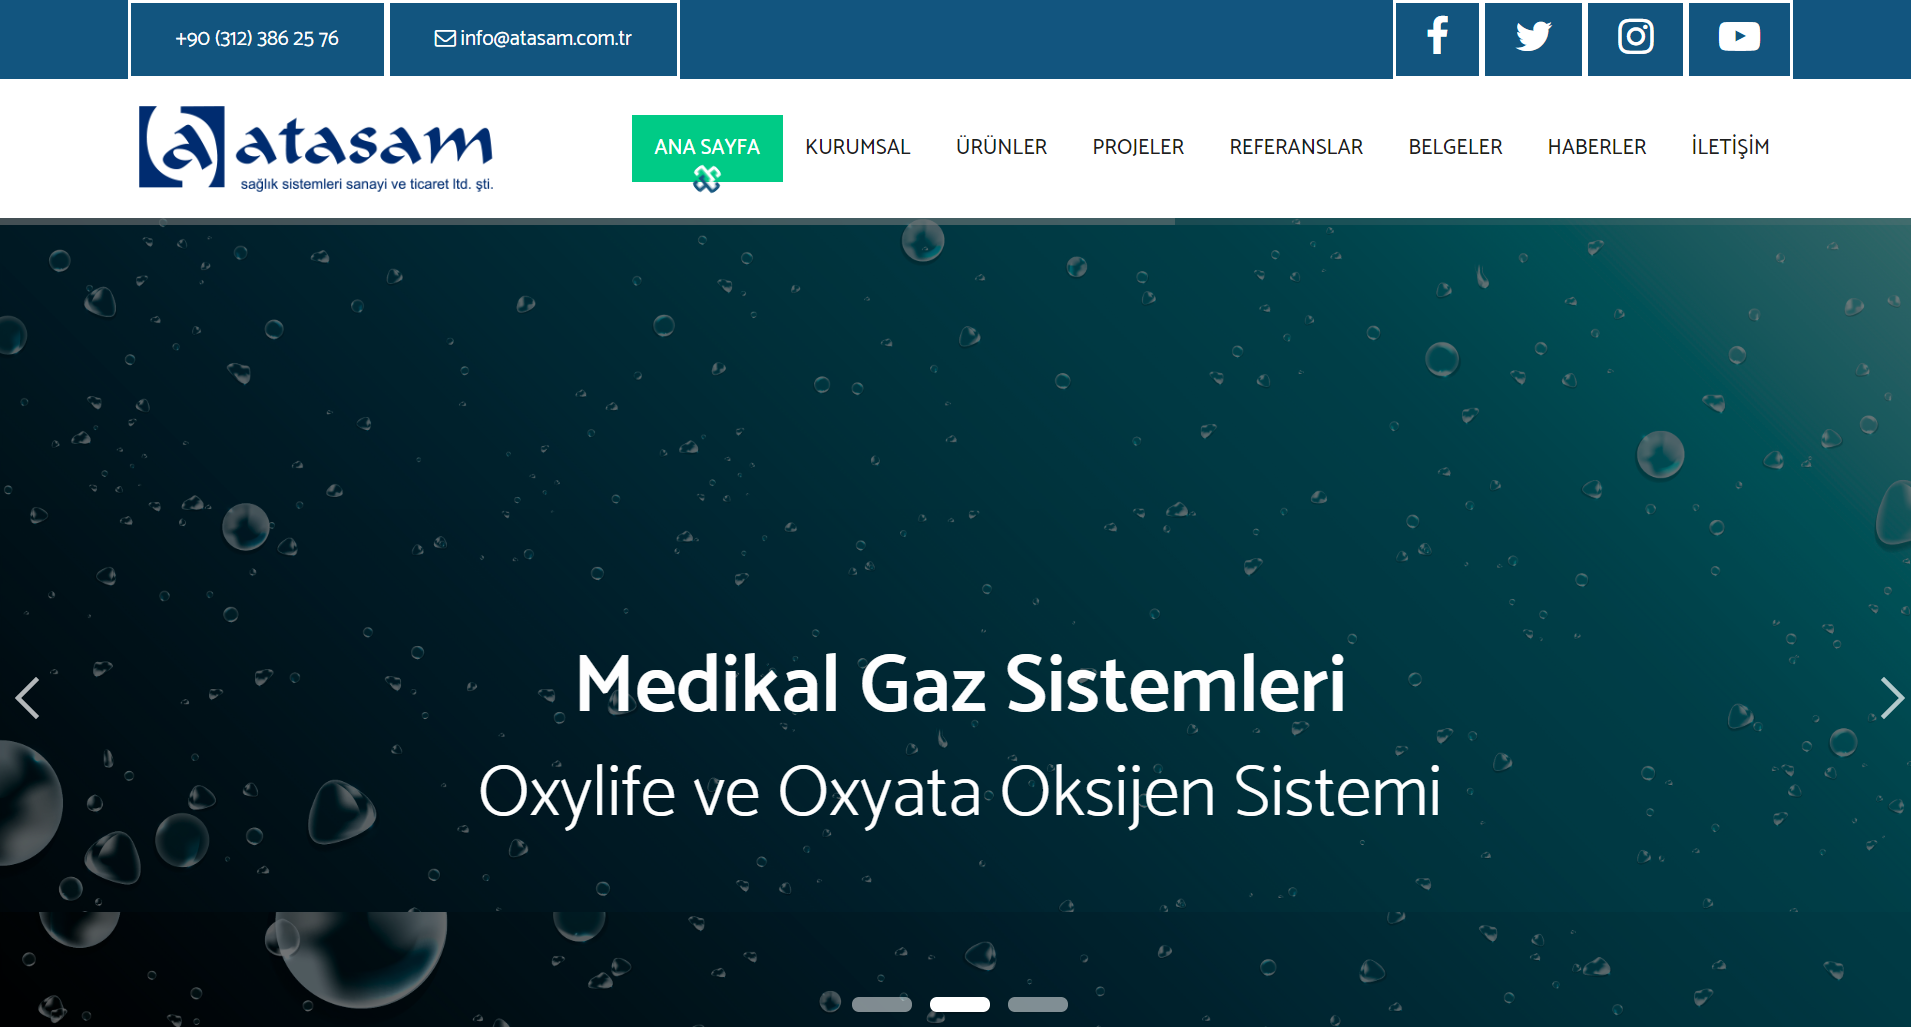 +90 (312) 386 25 76
info@atasam.com.tr
a atasam
sağlık sistemleri sanayi ve ticaret ltd. şti.
ANA SAYFA
KURUMSAL
ÜRÜNLER
PROJELER
REFERANSLAR
BELGELER
HABERLER
İLETİŞİM
Medikal Gaz Sistemleri
Oxylife ve Oxyata Oksijen Sistemi